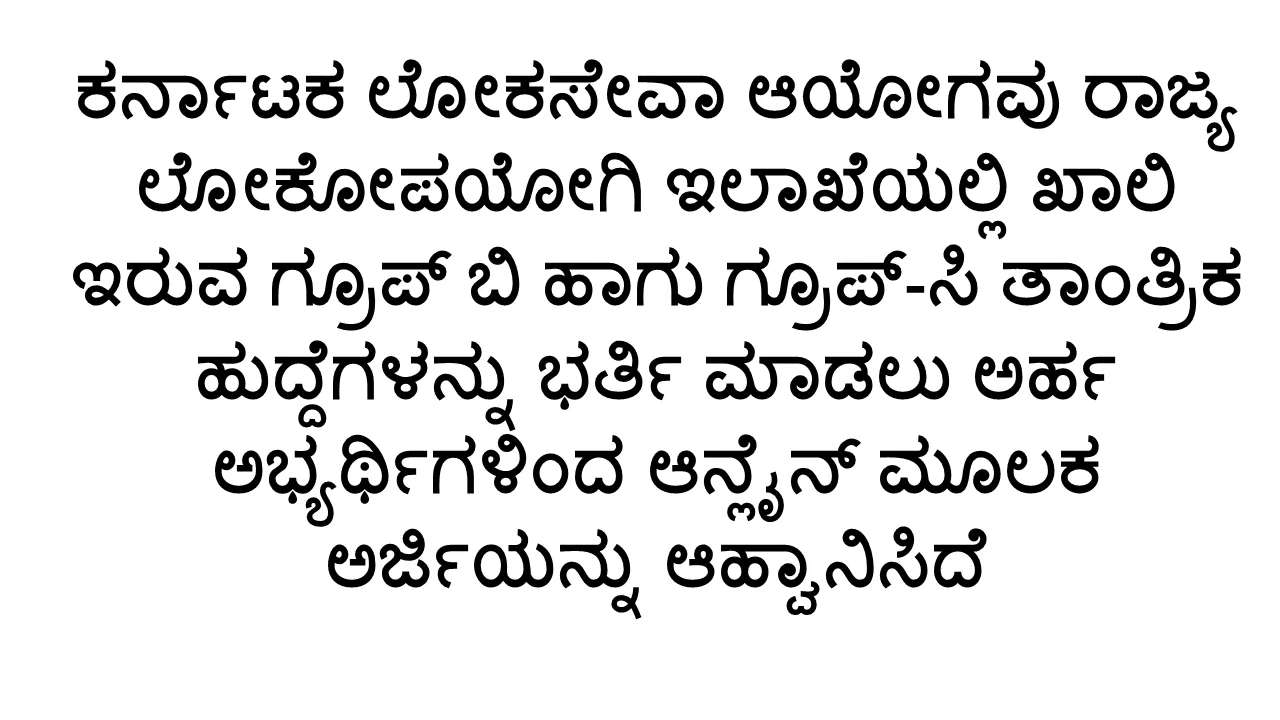 ಕರ್ನಾಟಕ ಲೋಕಸೇವಾ ಆಯೋಗವು ರಾಜ್ಯ
ಲೋಕೋಪಯೋಗಿ ಇಲಾಖೆಯಲ್ಲಿ ಖಾಲಿ
ಇರುವ ಗ್ರೂಪ್ ಬಿ ಹಾಗು ಗ್ರೂಪ್-ಸಿ ತಾಂತ್ರಿಕ
ಹುದ್ದೆಗಳನ್ನು ಭರ್ತಿ ಮಾಡಲು ಅರ್ಹ
ಅಭ್ಯರ್ಥಿಗಳಿಂದ ಆನ್ಲೈನ್ ಮೂಲಕ
ಅರ್ಜಿಯನ್ನು ಆಹ್ವಾನಿಸಿದೆ